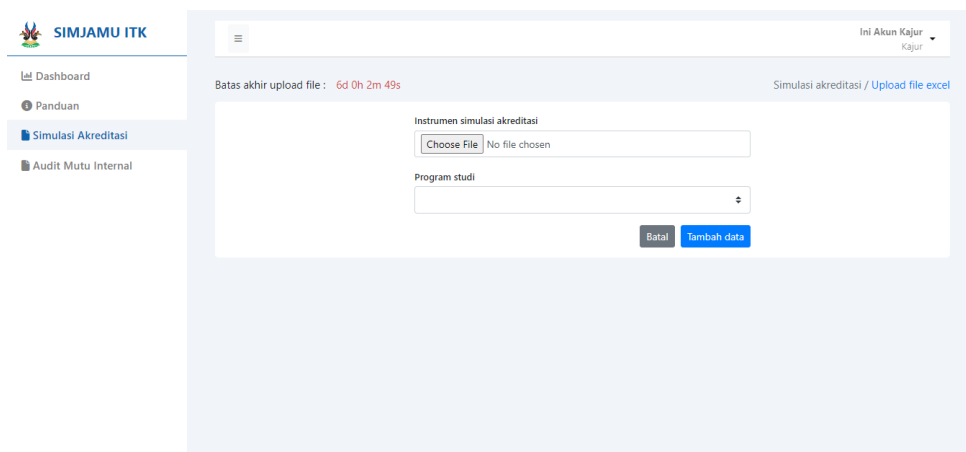 SIMJAMU ITK
Dashboard
Panduan
Simulasi Akreditasi
Audit Mutu Internal
Ini Akun Kajur
Kajur
Batas akhir upload file : 6d 0h 2m 49s
Simulasi akreditasi / Upload file excel
Instrumen simulasi akreditasi
Choose File No file chosen
Program studi
Batal Tambah data